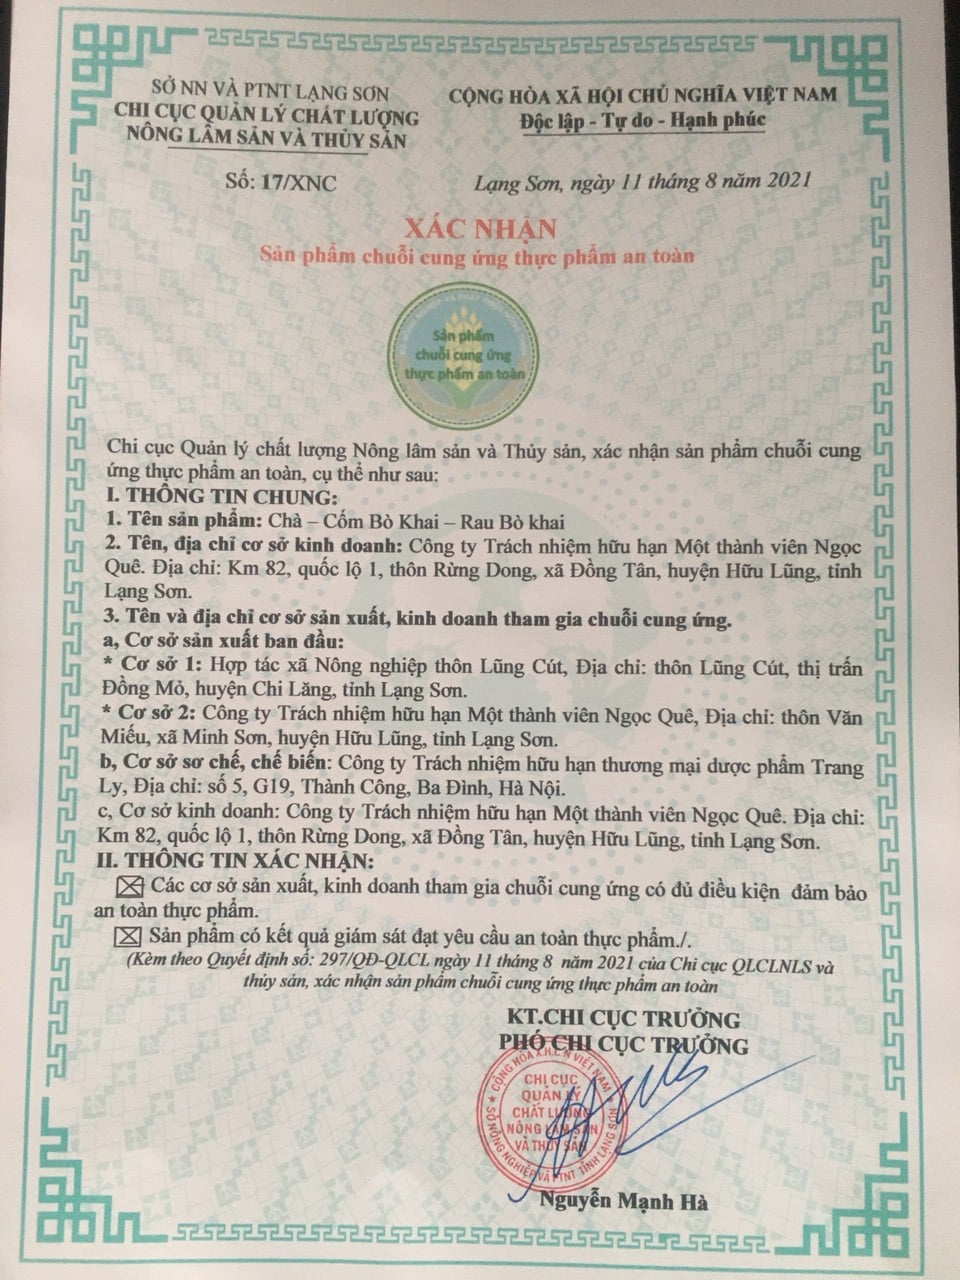 SỞ NN VÀ PTNT LẠNG SƠN
CHI CỤC QUẢN LÝ CHẤT LƯỢNG
NÔNG LÂM SẢN VÀ THỦY SẢN
Số: 17/XNC
CỘNG HÒA XÃ HỘI CHỦ NGHĨA VIỆT NAM
Độc lập - Tự do - Hạnh phúc
Lạng Sơn, ngày 11 tháng 8 năm 2021
XÁC NHẬN
Sản phẩm chuỗi cung ứng thực phẩm an toàn
Sản phẩm
chuỗi cung ứng
thực phẩm an toàn
Chi cục Quản lý chất lượng Nông lâm sản và Thủy sản, xác nhận sản phẩm chuỗi cung
ứng thực phẩm an toàn, cụ thể như sau:
I. THÔNG TIN CHUNG:
1. Tên sản phẩm: Chà – Cốm Bò Khai – Rau Bò khai
2. Tên, địa chỉ cơ sở kinh doanh: Công ty Trách nhiệm hữu hạn Một thành viên Ngọc
Quê. Địa chỉ: Km 82, quốc lộ 1, thôn Rừng Dong, xã Đồng Tân, huyện Hữu Lũng, tỉnh
Lạng Sơn.
3. Tên và địa chỉ cơ sở sản xuất, kinh doanh tham gia chuỗi cung ứng.
a, Cơ sở sản xuất ban đầu:
* Cơ sở 1: Hợp tác xã Nông nghiệp thôn Lũng Cút, Địa chỉ: thôn Lũng Cút, thị trấn
Đồng Mỏ, huyện Chi Lăng, tỉnh Lạng Sơn.
* Cơ sở 2: Công ty Trách nhiệm hữu hạn Một thành viên Ngọc Quê, Địa chỉ: thôn Văn
Miếu, xã Minh Sơn, huyện Hữu Lũng, tỉnh Lạng Sơn.
b, Cơ sở sơ chế, chế biến: Công ty Trách nhiệm hữu hạn thương mại dược phẩm Trang
Ly, Địa chỉ: số 5, G19, Thành Công, Ba Đình, Hà Nội.
c, Cơ sở kinh doanh: Công ty Trách nhiệm hữu hạn Một thành viên Ngọc Quê. Địa chỉ:
Km 82, quốc lộ 1, thôn Rừng Dong, xã Đồng Tân, huyện Hữu Lũng, tỉnh Lạng Sơn.
II. THÔNG TIN XÁC NHẬN:
Các cơ sở sản xuất, kinh doanh tham gia chuỗi cung ứng có đủ điều kiện đảm bảo
an toàn thực phẩm.
Sản phẩm có kết quả giám sát đạt yêu cầu an toàn thực phẩm./.
(Kèm theo Quyết định số: 297/QĐ-QLCL ngày 11 tháng 8 năm 2021 của Chi cục QLCLNLS và
thủy sản, xác nhận sản phẩm chuỗi cung ứng thực phẩm an toàn
KT.CHI CỤC TRƯỞNG
PHÓ CHI CỤC TRƯỞNG
CỘNG HÒA X.H.C.N VIỆT NAM
CHI CỤC
QUẢN LÝ
CHẤT LƯỢNG
NÔNG LÂM SẢN
VÀ THỦY SẢN
SỞ NÔNG NGHIỆP VÀ PTNT TỈNH LẠNG SƠN
Nguyễn Mạnh Hà